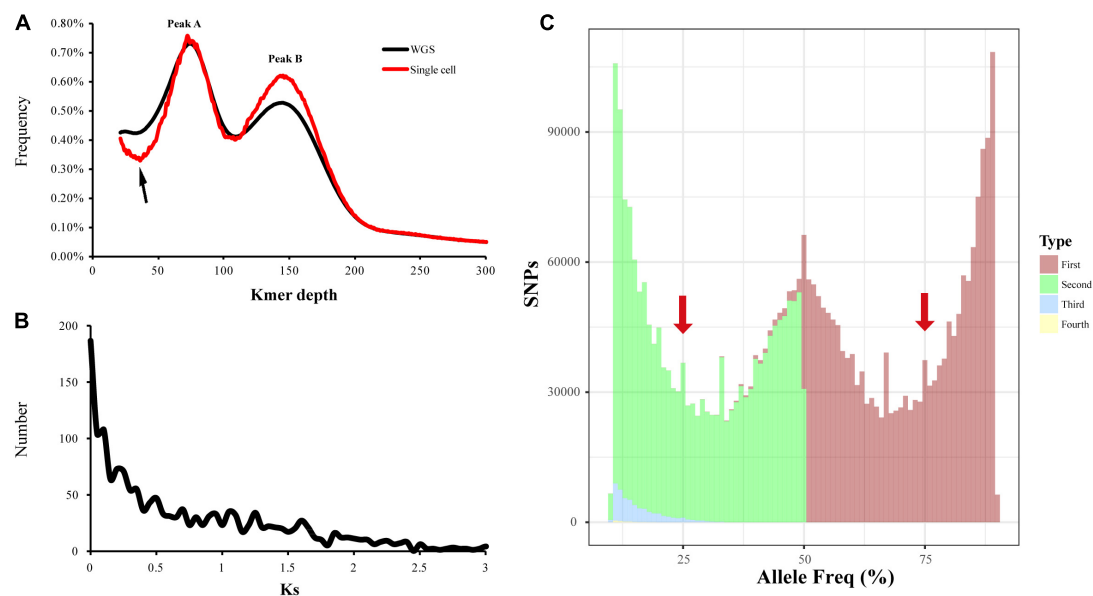 A
0.80%
0.70%
0.60%
0.50%
0.40%
0.30%
0.20%
0.10%
0.00%
Frequency
Peak A
Peak B
WGS
Single cell
0 50 100 150 200 250 300
Kmer depth
B
200
150
100
50
0
Number
0 0.5 1 1.5 2 2.5 3
Ks
C
90000
60000
30000
0
SNPs
25 50 75
Allele Freq (%)
Type
First
Second
Third
Fourth